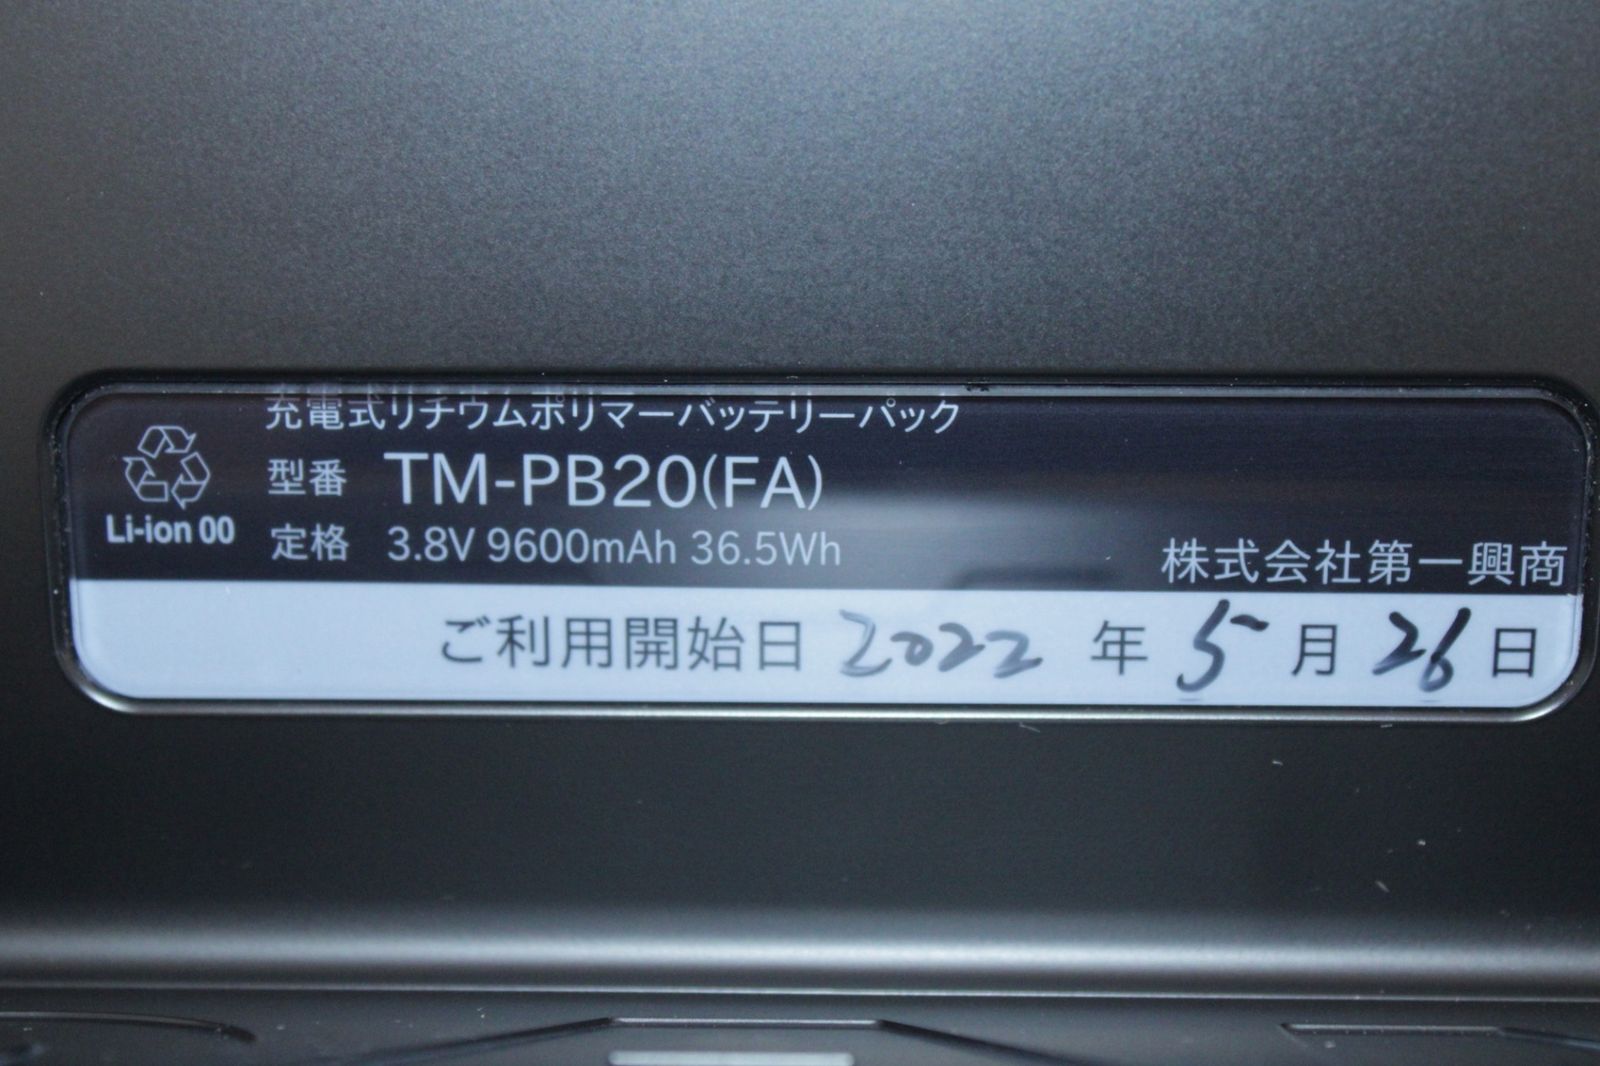 充電式リチウムポリマーバッテリーパック
型番 TM-PB20(FA)
Li-ion 00
定格 3.8V 9600mAh 36.5Wh
株式会社第一興商
ご利用開始日 2022 年 5 月 26 日